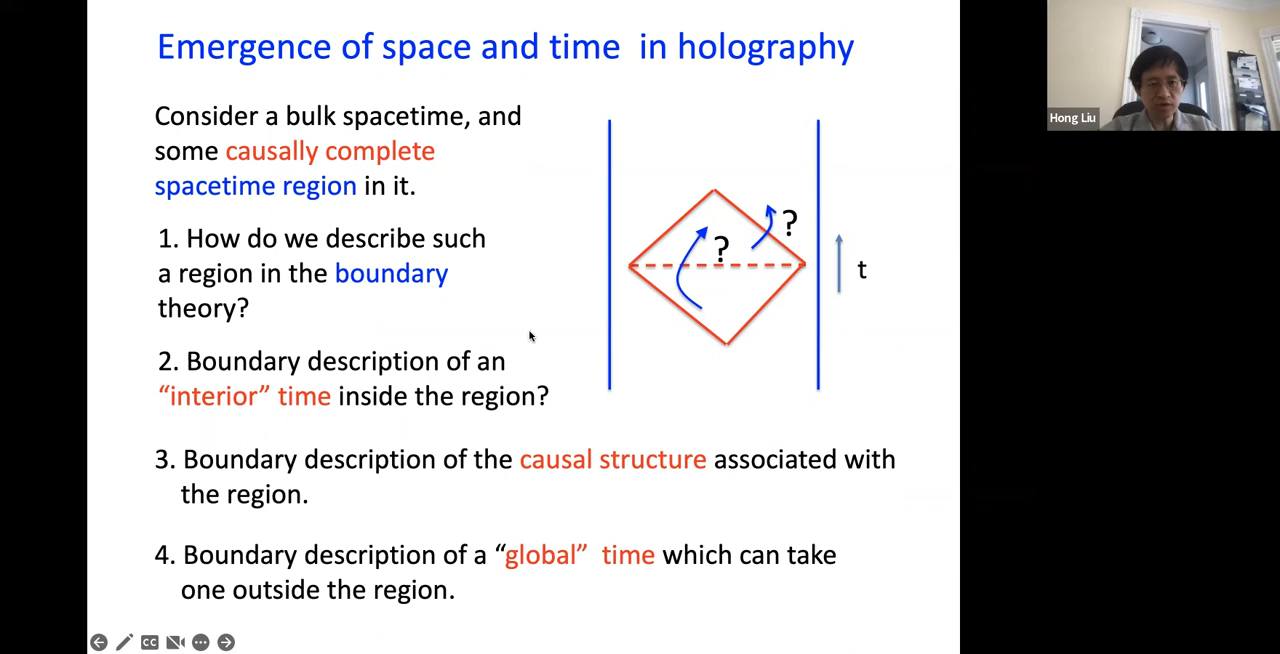 Emergence of space and time in holography
Consider a bulk spacetime, and
some causally complete
spacetime region in it.
1. How do we describe such
a region in the boundary
theory?
2. Boundary description of an
“interior” time inside the region?
3. Boundary description of the causal structure associated with
the region.
4. Boundary description of a “global” time which can take
one outside the region.
?
?
t
Hong Liu
CC